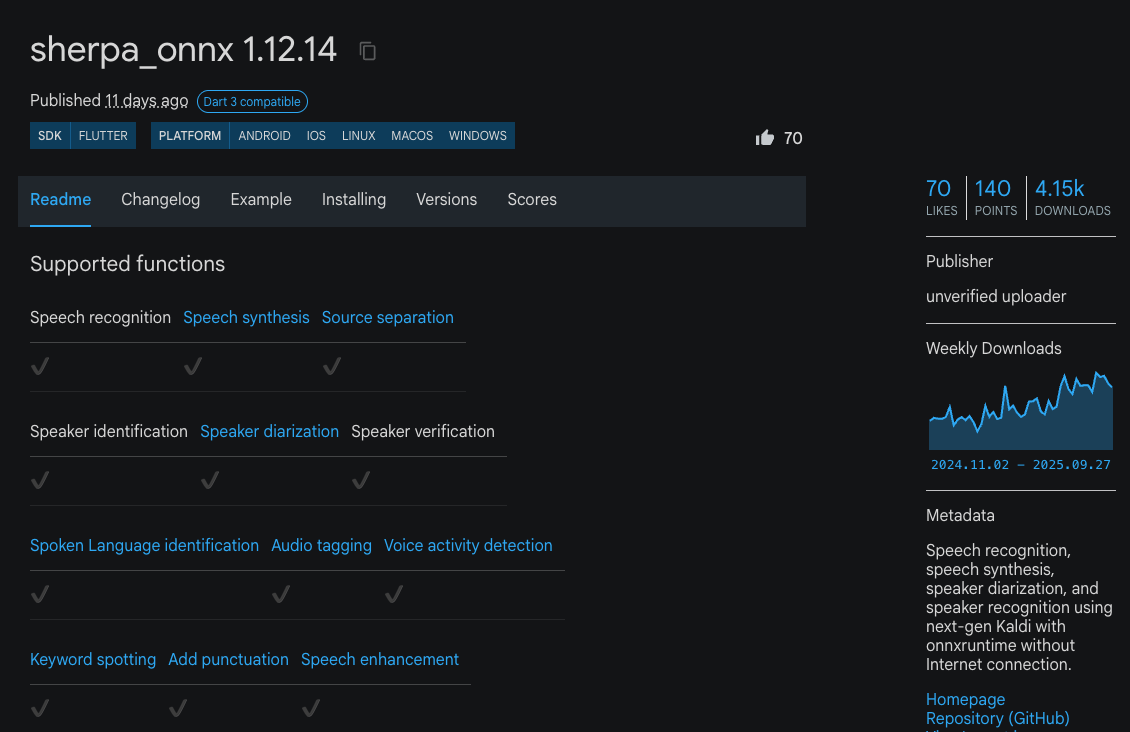 sherpa_onnx 1.12.14
Published 11 days ago Dart 3 compatible
SDK FLUTTER PLATFORM ANDROID IOS LINUX MACOS WINDOWS
70
Readme Changelog Example Installing Versions Scores
Supported functions
Speech recognition Speech synthesis Source separation
✔ ✔ ✔
Speaker identification Speaker diarization Speaker verification
✔ ✔ ✔
Spoken Language identification Audio tagging Voice activity detection
✔ ✔ ✔
Keyword spotting Add punctuation Speech enhancement
✔ ✔ ✔
70 140 4.15k
LIKES POINTS DOWNLOADS
Publisher
unverified uploader
Weekly Downloads
2024.11.02 – 2025.09.27
Metadata
Speech recognition,
speech synthesis,
speaker diarization, and
speaker recognition using
next-gen Kaldi with
onnxruntime without
Internet connection.
Homepage
Repository (GitHub)